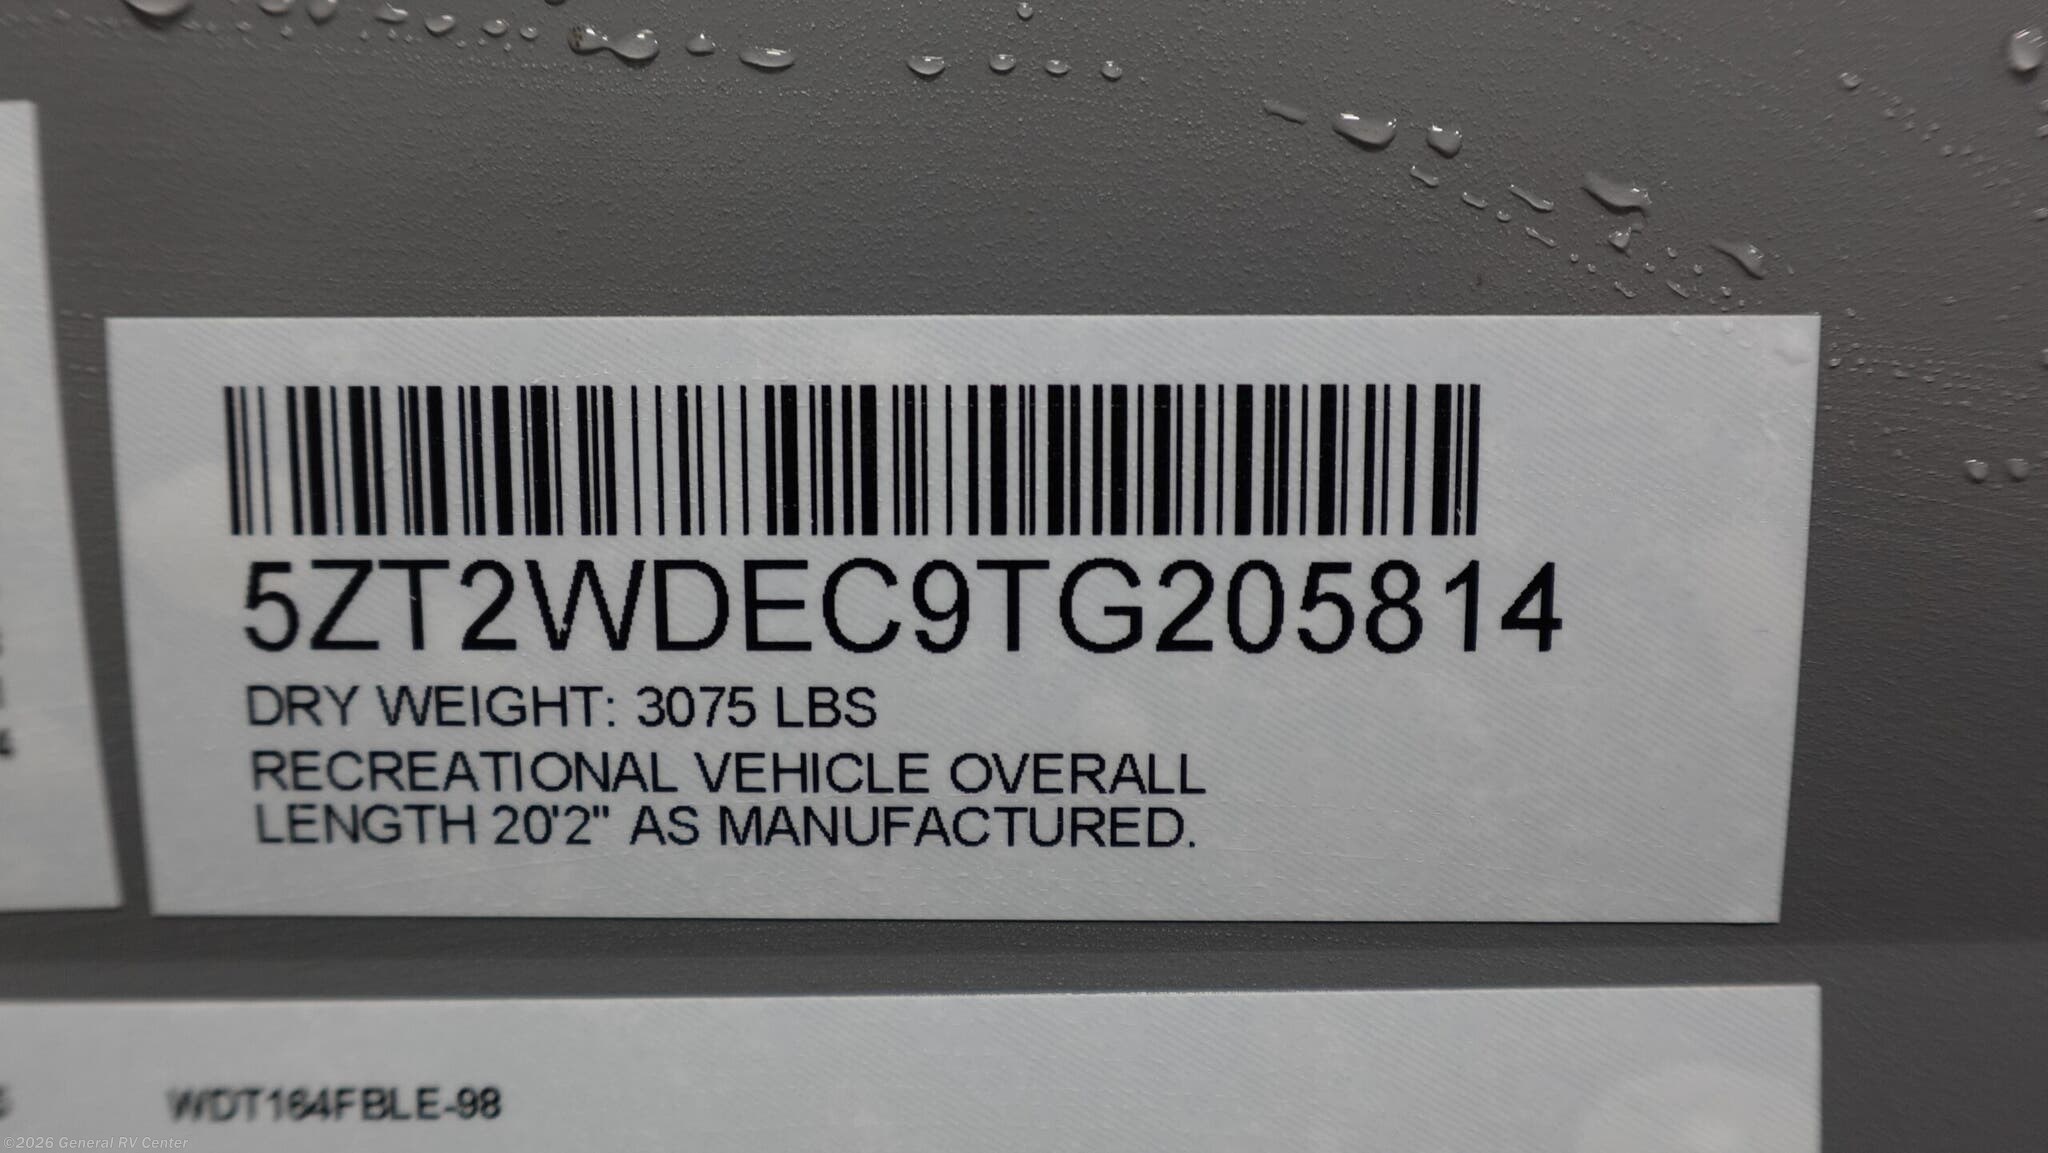 5ZT2WDEC9TG205814
DRY WEIGHT: 3075 LBS
RECREATIONAL VEHICLE OVERALL
LENGTH 20'2" AS MANUFACTURED.
WDT164FBLE-98
©2026 General RV Center